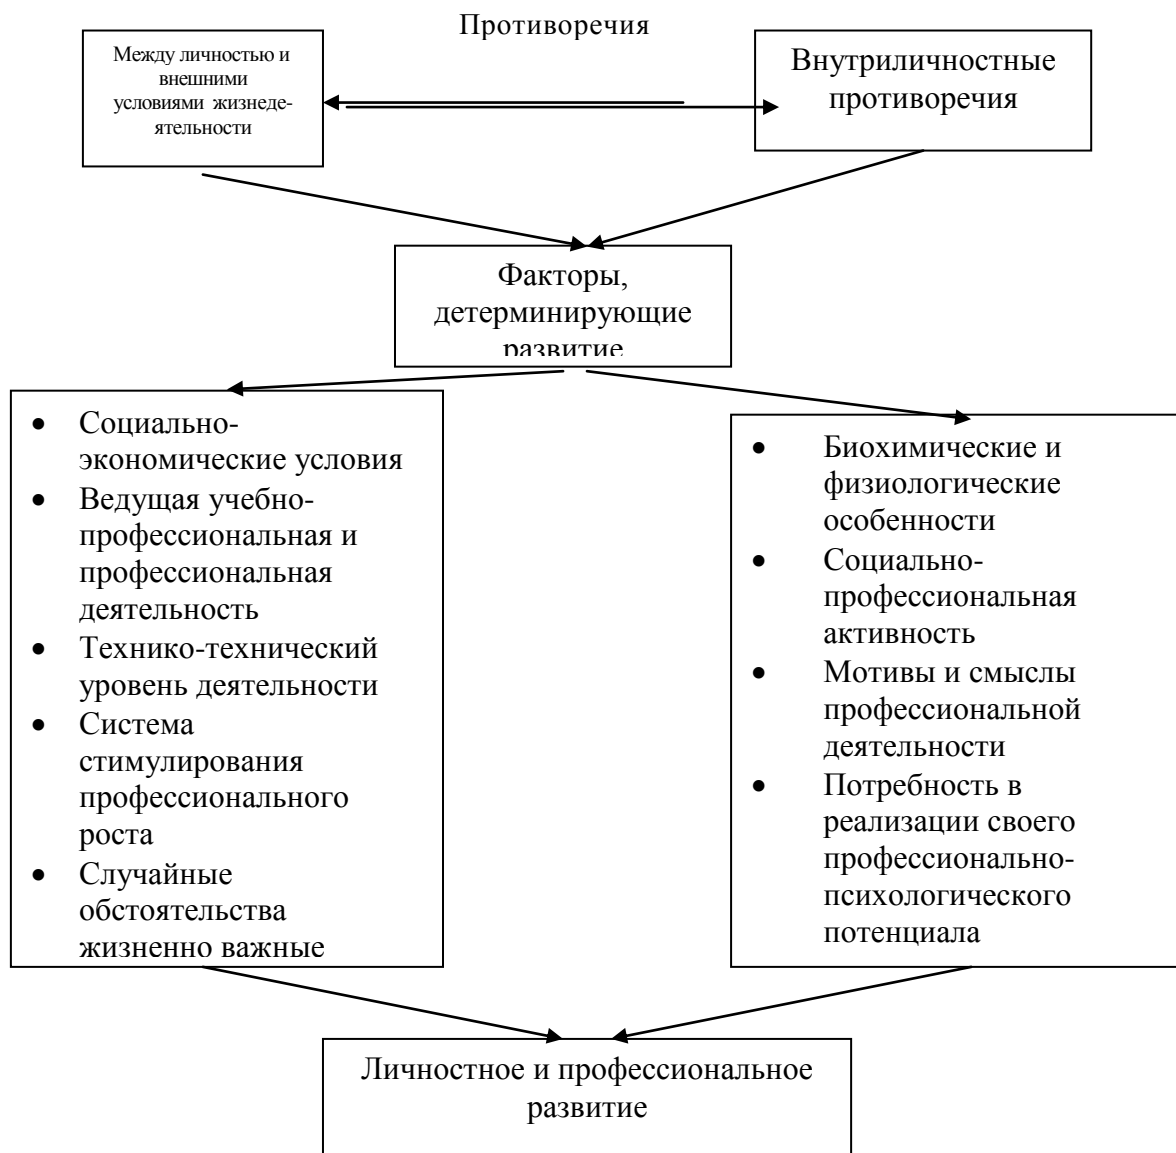 Противоречия
Между личностью и
внешними
условиями жизнеде-
ятельности
Внутриличностные
противоречия
Факторы,
детерминирующие
развитие
• Социально-
экономические условия
• Ведущая учебно-
профессиональная и
профессиональная
деятельность
• Технико-технический
уровень деятельности
• Система
стимулирования
профессионального
роста
• Случайные
обстоятельства
жизненно важные
• Биохимические и
физиологические
особенности
• Социально-
профессиональная
активность
• Мотивы и смыслы
профессиональной
деятельности
• Потребность в
реализации своего
профессионально-
психологического
потенциала
Личностное и профессиональное
развитие